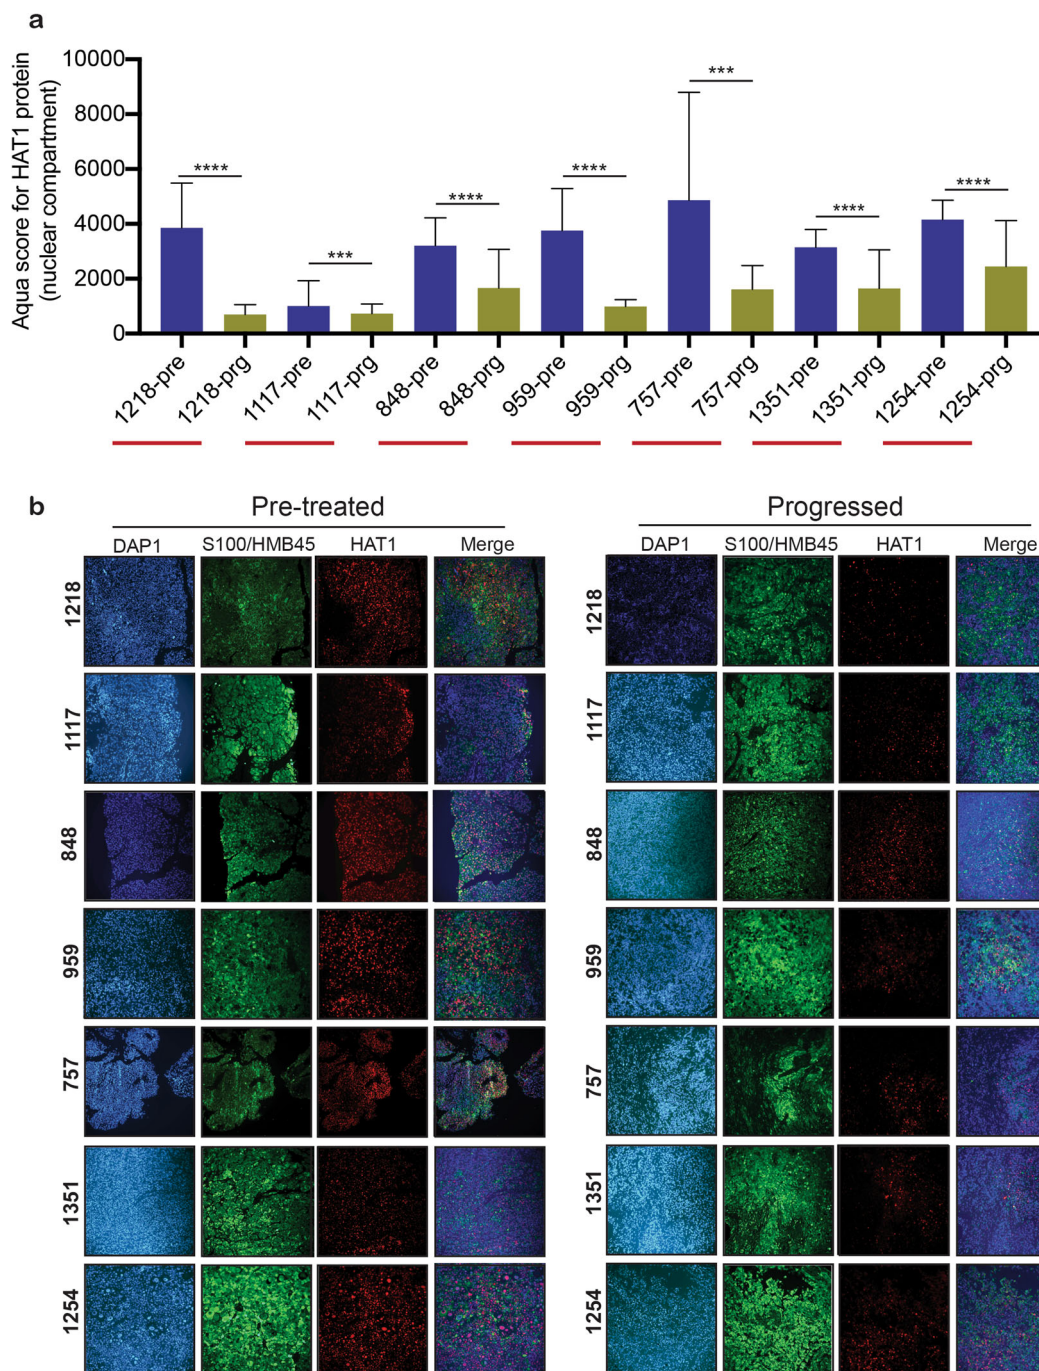 a
Aqua score for HAT1 protein
(nuclear compartment)
10000
8000
6000
4000
2000
0
****
***
****
****
***
****
****
1218-pre
1218-prg
1117-pre
1117-prg
848-pre
848-prg
959-pre
959-prg
757-pre
757-prg
1351-pre
1351-prg
1254-pre
1254-prg
b
Pre-treated
Progressed
DAP1 S100/HMB45 HAT1 Merge
DAP1 S100/HMB45 HAT1 Merge
1218
1218
1117
1117
848
848
959
959
757
757
1351
1351
1254
1254